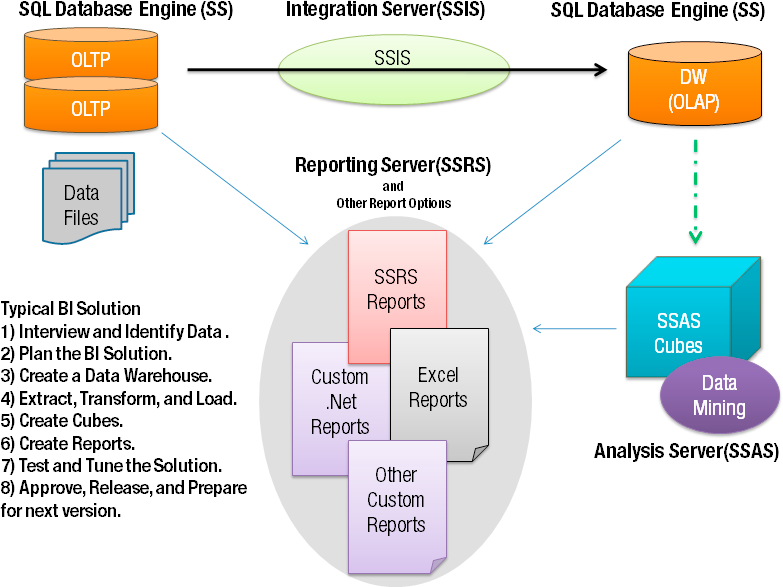 SQL Database Engine (SS)
Integration Server(SSIS)
SQL Database Engine (SS)
OLTP
OLTP
SSIS
DW
(OLAP)
Data
Files
Reporting Server(SSRS)
and
Other Report Options
SSRS
Reports
Custom
.Net
Reports
Excel
Reports
Other
Custom
Reports
SSAS
Cubes
Data
Mining
Analysis Server(SSAS)
Typical BI Solution
1) Interview and Identify Data .
2) Plan the BI Solution.
3) Create a Data Warehouse.
4) Extract, Transform, and Load.
5) Create Cubes.
6) Create Reports.
7) Test and Tune the Solution.
8) Approve, Release, and Prepare
for next version.